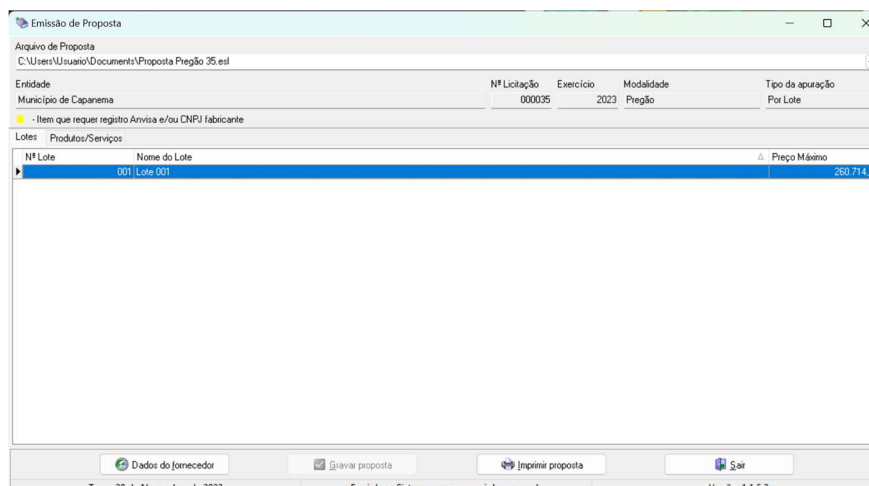 Emissão de Proposta
Arquivo de Proposta
C:\Users\Usuario\Documents\Proposta Pregão 35.esl
Entidade Nº Licitação Exercício Modalidade Tipo da apuração
Município de Capanema 000035 2023 Pregão Por Lote
- Item que requer registro Anvisa e/ou CNPJ fabricante
Lotes Produtos/Serviços
Nº Lote Nome do Lote Preço Máximo
001 Lote 001 260.714,
Dados do fornecedor Gravar proposta Imprimir proposta Sair